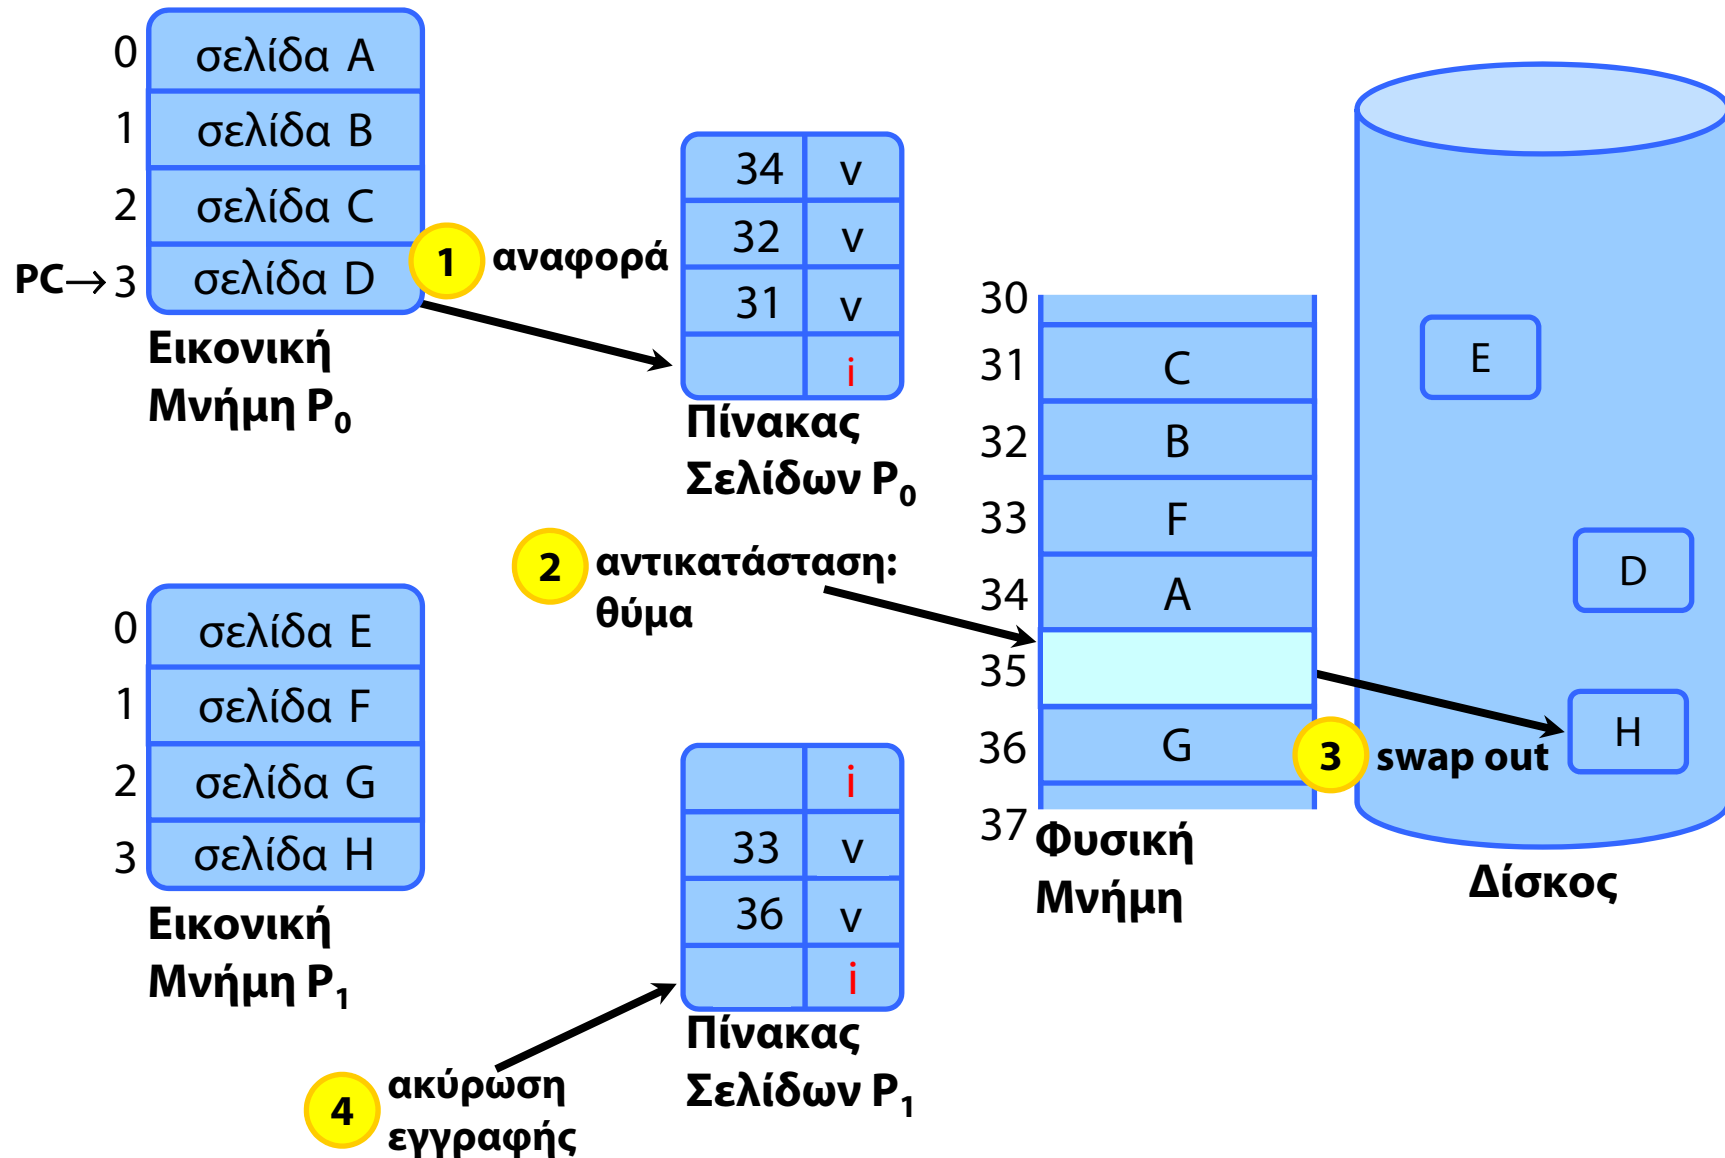 0 σελίδα A
1 σελίδα B
2 σελίδα C
PC→ 3 σελίδα D
Εικονική
Μνήμη P0
1 αναφορά
34 v
32 v
31 v
i
Πίνακας
Σελίδων P0
2 αντικατάσταση:
θύμα
0 σελίδα E
1 σελίδα F
2 σελίδα G
3 σελίδα H
Εικονική
Μνήμη P1
i
33 v
36 v
i
Πίνακας
Σελίδων P1
4 ακύρωση
εγγραφής
30
31 C
32 B
33 F
34 A
35
36 G
37
Φυσική
Μνήμη
3 swap out
E
D
H
Δίσκος